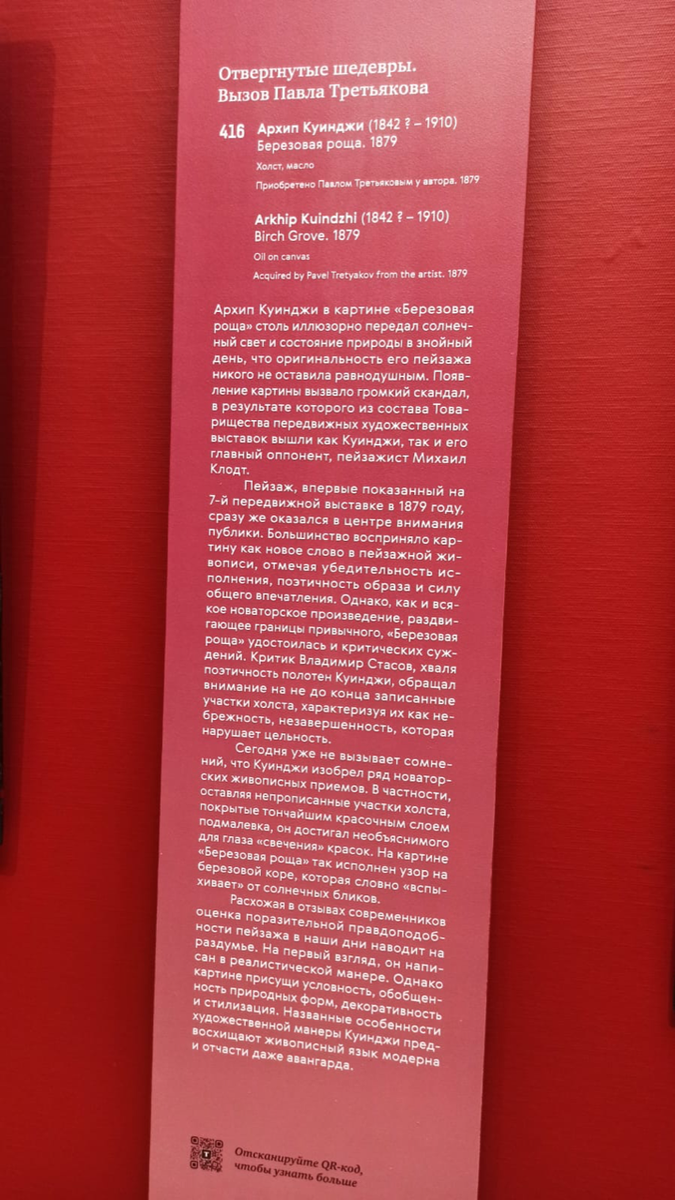 Отвергнутые шедевры.
Вызов Павла Третьякова
416
Архип Куинджи (1842 ? – 1910)
Березовая роща. 1879
Холст, масло
Приобретено Павлом Третьяковым у автора. 1879
Arkhip Kuindzhi (1842 ? – 1910)
Birch Grove. 1879
Oil on canvas
Acquired by Pavel Tretyakov from the artist. 1879
Архип Куинджи в картине «Березовая
роща» столь иллюзорно передал солнеч-
ный свет и состояние природы в знойный
день, что оригинальность его пейзажа
никого не оставила равнодушным. Появ-
ление картины вызвало громкий скандал,
в результате которого из состава Това-
рищества передвижных художественных
выставок вышли как Куинджи, так и его
главный оппонент, пейзажист Михаил
Клодт.
Пейзаж, впервые показанный на
7-й передвижной выставке в 1879 году,
сразу же оказался в центре внимания
публики. Большинство восприняло кар-
тину как новое слово в пейзажной жи-
вописи, отмечая убедительность ис-
полнения, поэтичность образа и силу
общего впечатления. Однако, как и вся-
кое новаторское произведение, раздви-
гающее границы привычного, «Березовая
роща» удостоилась и критических суж-
дений. Критик Владимир Стасов, хваля
поэтичность полотен Куинджи, обращал
внимание на не до конца записанные
участки холста, характеризуя их как не-
брежность, незавершенность, которая
нарушает цельность.
Сегодня уже не вызывает сомне-
ний, что Куинджи изобрел ряд новатор-
ских живописных приемов. В частности,
оставляя непрописанные участки холста,
покрытые тончайшим красочным слоем
подмалевка, он достигал необъяснимого
для глаза «свечения» красок. На картине
«Березовая роща» так исполнен узор на
березовой коре, которая словно «вспы-
хивает» от солнечных бликов.
Расхожая в отзывах современников
оценка поразительной правдоподоб-
ности пейзажа в наши дни наводит на
раздумье. На первый взгляд, он напи-
сан в реалистической манере. Однако
картине присущи условность, обобщен-
ность природных форм, декоративность
и стилизация. Названные особенности
художественной манеры Куинджи пред-
восхищают живописный язык модерна
и отчасти даже авангарда.
Отсканируйте QR-код,
чтобы узнать больше